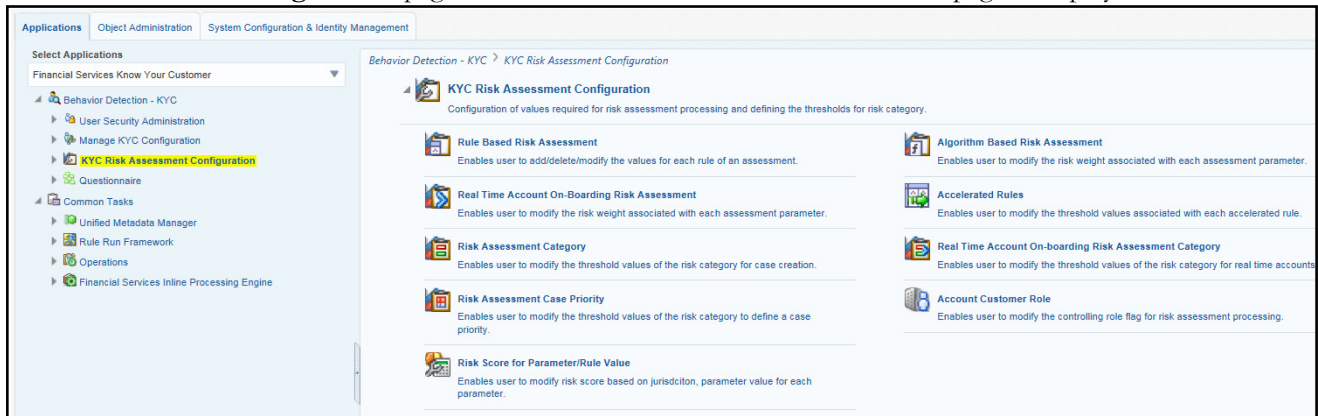 Applications Object Administration System Configuration & Identity Management
Select Applications
Financial Services Know Your Customer
Behavior Detection - KYC
User Security Administration
Manage KYC Configuration
KYC Risk Assessment Configuration
Questionnaire
Common Tasks
Unified Metadata Manager
Rule Run Framework
Operations
Financial Services Inline Processing Engine
Behavior Detection - KYC > KYC Risk Assessment Configuration
KYC Risk Assessment Configuration
Configuration of values required for risk assessment processing and defining the thresholds for risk category.
Rule Based Risk Assessment
Enables user to add/delete/modify the values for each rule of an assessment.
Algorithm Based Risk Assessment
Enables user to modify the risk weight associated with each assessment parameter.
Real Time Account On-Boarding Risk Assessment
Enables user to modify the risk weight associated with each assessment parameter.
Accelerated Rules
Enables user to modify the threshold values associated with each accelerated rule.
Risk Assessment Category
Enables user to modify the threshold values of the risk category for case creation.
Real Time Account On-boarding Risk Assessment Category
Enables user to modify the threshold values of the risk category for real time accounts
Risk Assessment Case Priority
Enables user to modify the threshold values of the risk category to define a case
priority.
Account Customer Role
Enables user to modify the controlling role flag for risk assessment processing.
Risk Score for Parameter/Rule Value
Enables user to modify risk score based on jurisdciton, parameter value for each
parameter.